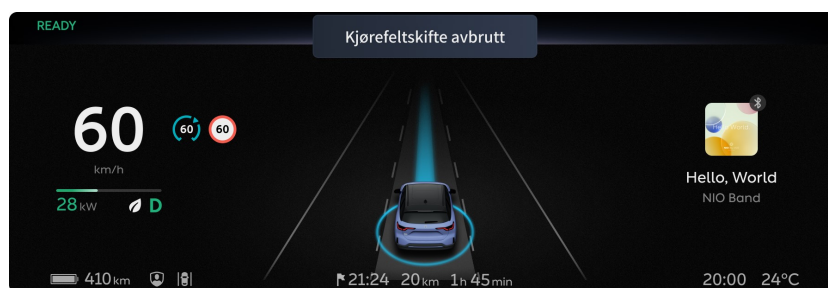 READY
Kjørefeltskifte avbrutt
60
60
60
km/h
28 kW
D
Hello, World
NIO Band
410 km
21:24 20 km 1 h 45 min
20:00 24°C